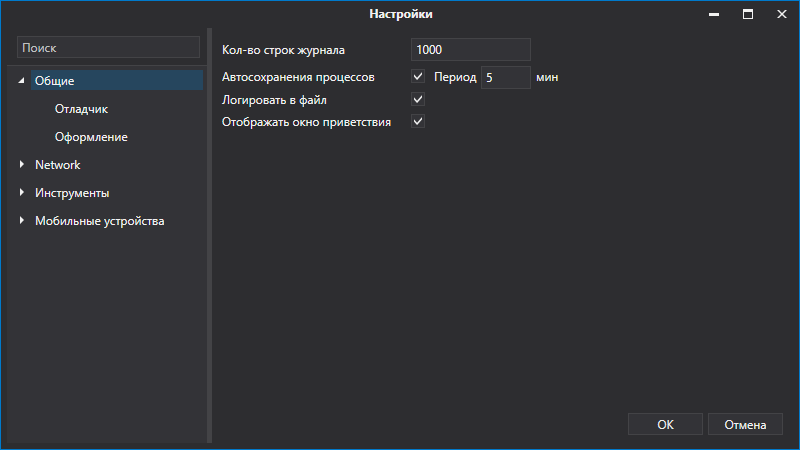 Настройки
Поиск
Общие
Отладчик
Оформление
Network
Инструменты
Мобильные устройства
Кол-во строк журнала 1000
Автосохранения процессов Период 5 мин
Логировать в файл
Отображать окно приветствия
OK Отмена